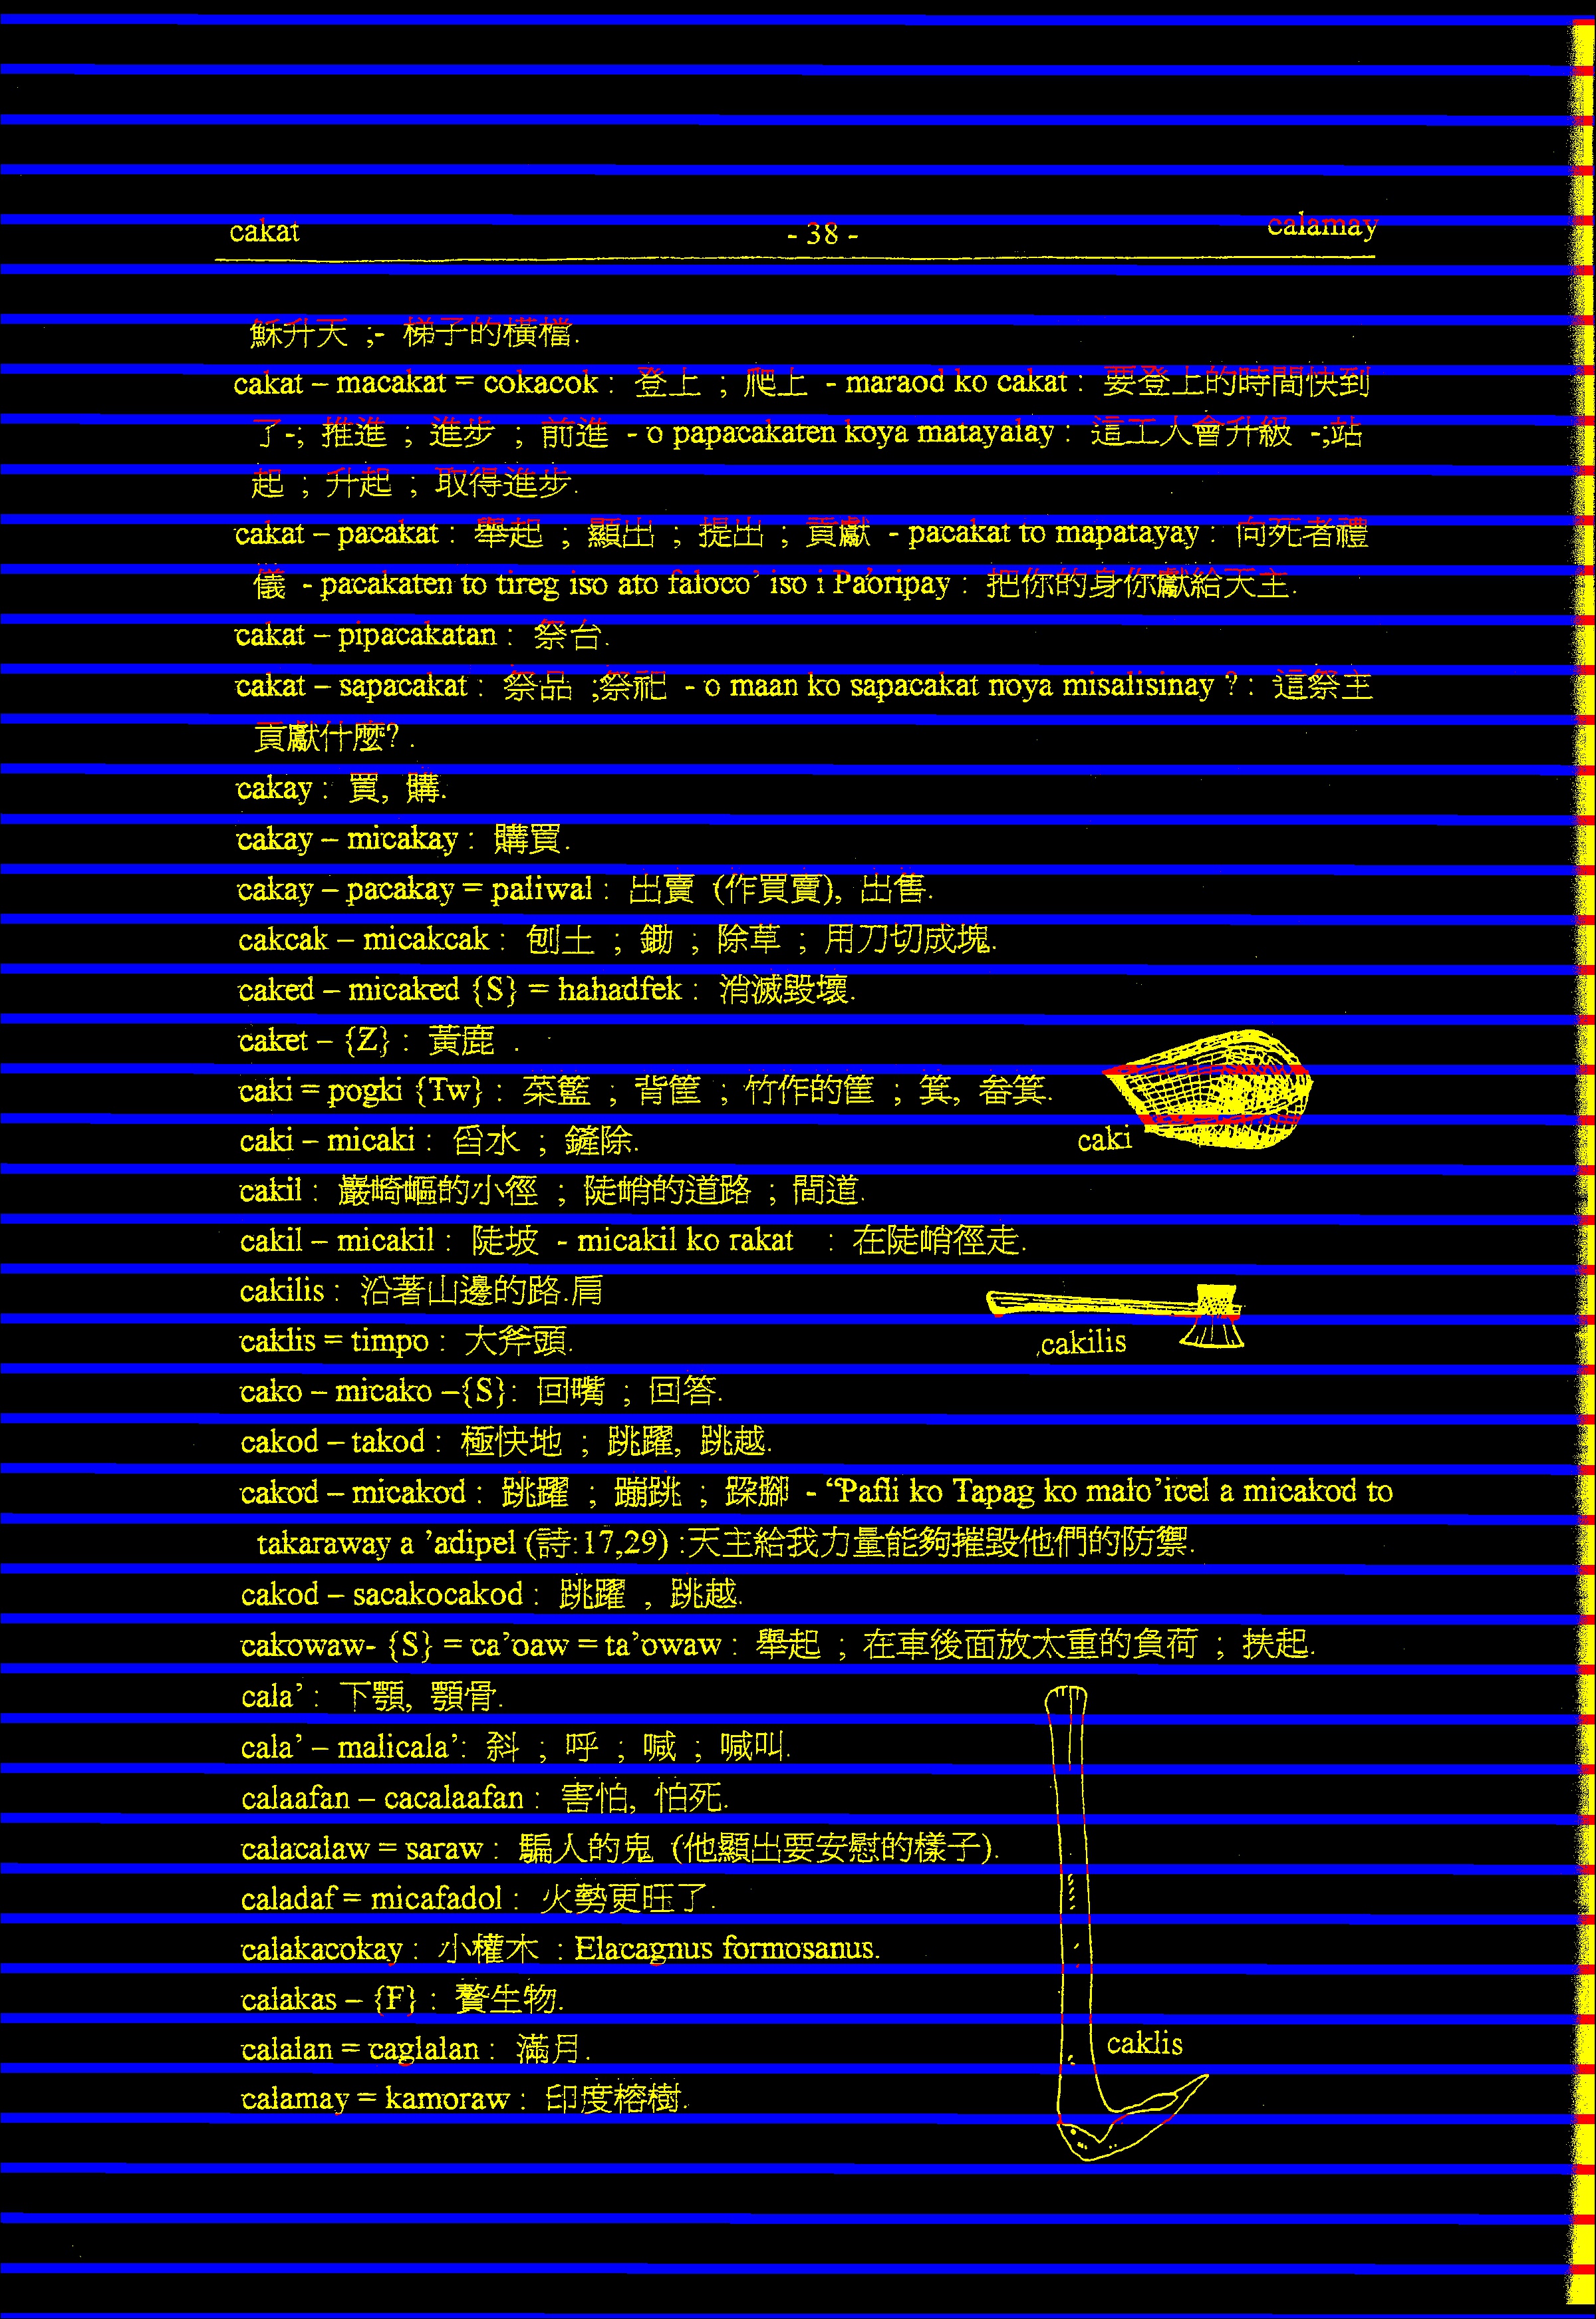 cakat - 38 - calamay
穌升天 ;- 梯子的橫檔.
cakat – macakat = cokacok : 登上 ; 爬上 - maraod ko cakat : 要登上的時間快到
了-; 推進 ; 進步 ; 前進 - o papacakaten koya matayalay : 這工人會升級 -;站
起 ; 升起 ; 取得進步.
cakat – pacakat : 舉起 ; 顯出 ; 提出 ; 貢獻 - pacakat to mapatayay : 向死者禮
儀 - pacakaten to tireg iso ato faloco’ iso i Pa’oripay : 把你的身你獻給天主.
cakat – pipacakatan : 祭台.
cakat – sapacakat : 祭品 ;祭祀 - o maan ko sapacakat noya misalisinay ? : 這祭主
貢獻什麼? .
cakay : 買, 購.
cakay – micakay : 購買.
cakay – pacakay = paliwal : 出賣 (作買賣), 出售.
cakcak – micakcak : 刨土 ; 鋤 ; 除草 ; 用刀切成塊.
caked – micaked {S} = hahadfek : 消滅毀壞.
caket – {Z} : 黃鹿 .
caki = pogki {Tw} : 菜籃 ; 背筐 ; 竹作的筐 ; 箕, 畚箕.
caki – micaki : 舀水 ; 鏟除.
caki
cakil : 巖崎嶇的小徑 ; 陡峭的道路 ; 間道.
cakil – micakil : 陡坡 - micakil ko rakat : 在陡峭徑走.
cakilis : 沿著山邊的路.肩
caklis = timpo : 大斧頭.
cakilis
cako – micako –{S}: 回嘴 ; 回答.
cakod – takod : 極快地 ; 跳躍, 跳越.
cakod – micakod : 跳躍 ; 蹦跳 ; 跺腳 - “Pafli ko Tapag ko malo’icel a micakod to
takaraway a ’adipel (詩:17,29) :天主給我力量能夠摧毀他們的防禦.
cakod – sacakocakod : 跳躍 , 跳越.
cakowaw- {S} = ca’oaw = ta’owaw : 舉起 ; 在車後面放太重的負荷 ; 扶起.
cala’ : 下顎, 顎骨.
cala’ – malicala’: 斜 ; 呼 ; 喊 ; 喊叫.
calaafan – cacalaafan : 害怕, 怕死.
calacalaw = saraw : 騙人的鬼 (他顯出要安慰的樣子).
caladaf = micafadol : 火勢更旺了.
calakacokay : 小權木 : Elacagnus formosanus.
calakas – {F} : 贅生物.
calalan = caglalan : 滿月.
caklis
calamay = kamoraw : 印度榕樹.